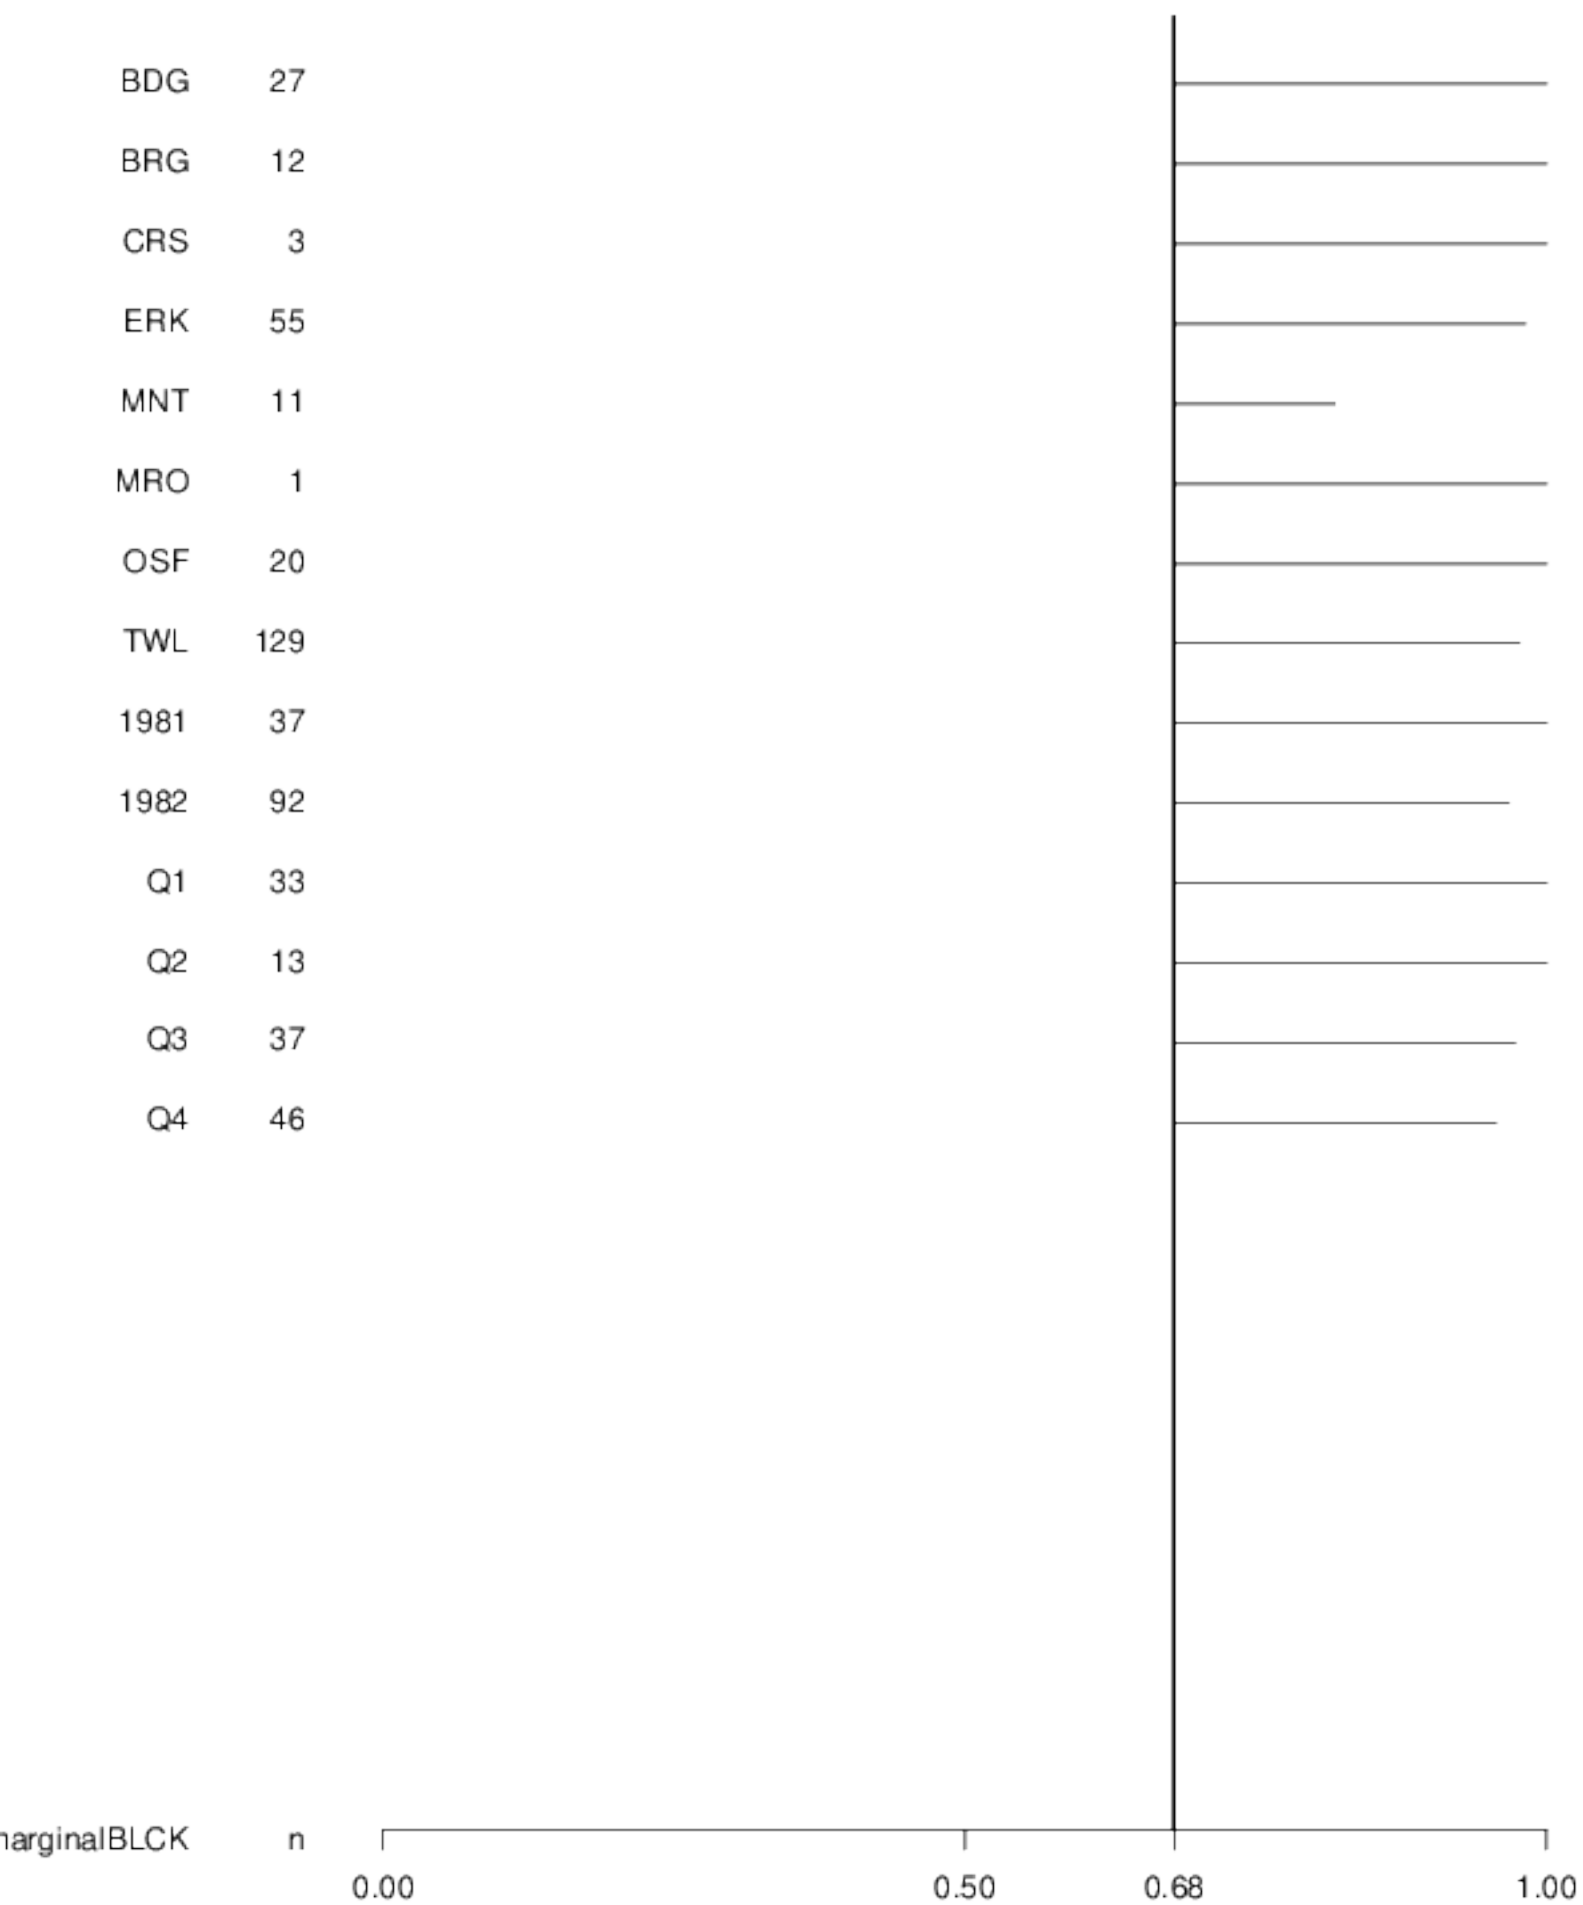 BDG 27
BRG 12
CRS 3
ERK 55
MNT 11
MRO 1
OSF 20
TWL 129
1981 37
1982 92
Q1 33
Q2 13
Q3 37
Q4 46
arginalBLCK n
0.00 0.50 0.68 1.00